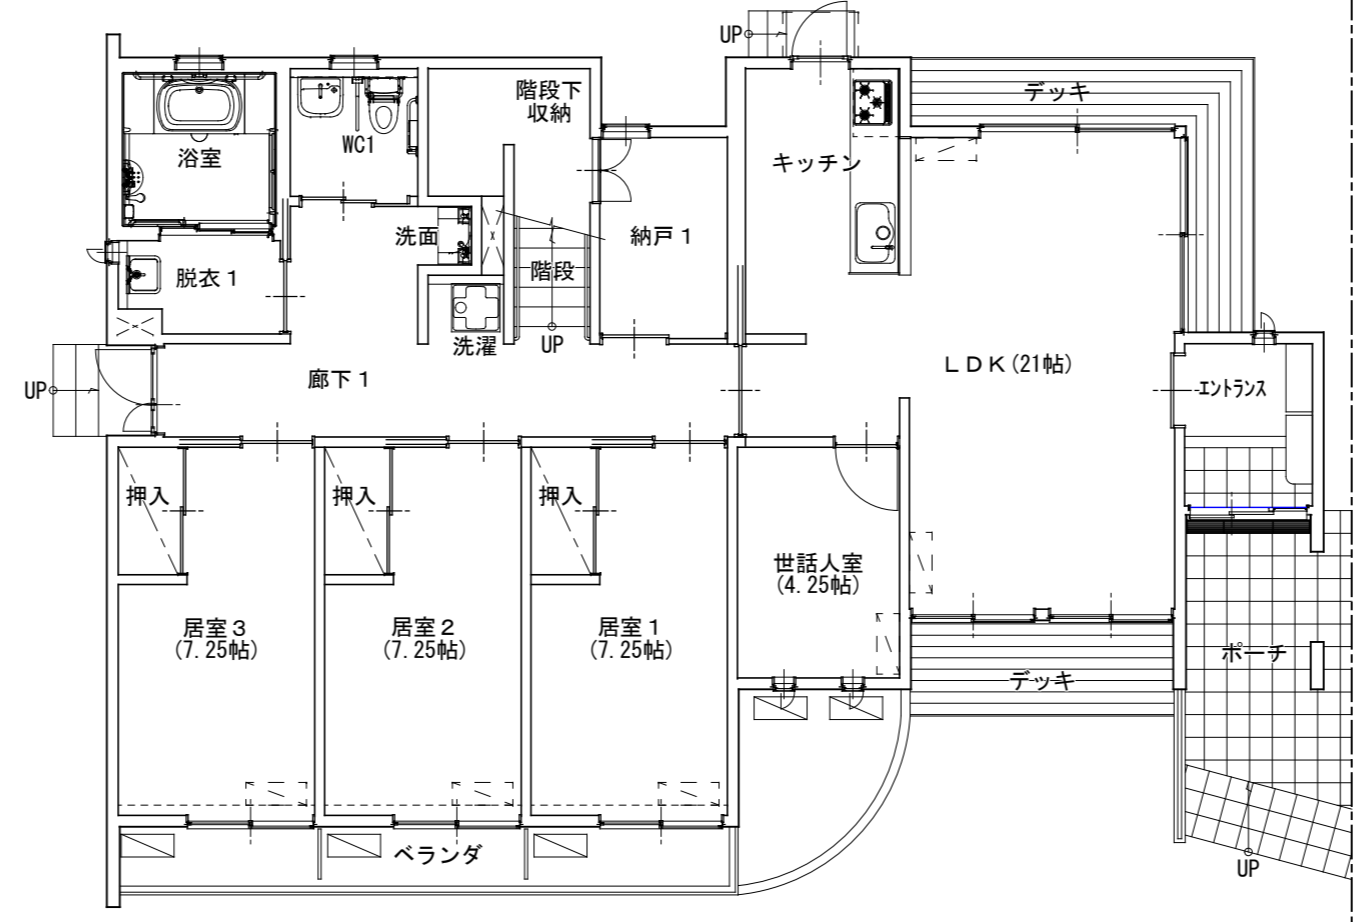 UP
デッキ
階段下
収納
WC1
浴室
キッチン
洗面
納戸１
脱衣１
階段
洗濯
UP
廊下１
ＬＤＫ(21帖)
UP
エントランス
押入
押入
押入
世話人室
(4.25帖)
居室３
(7.25帖)
居室２
(7.25帖)
居室１
(7.25帖)
ポーチ
デッキ
ベランダ
UP